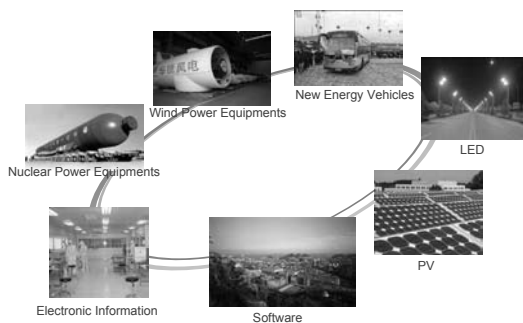 Wind Power Equipments
New Energy Vehicles
LED
Nuclear Power Equipments
PV
Electronic Information
Software